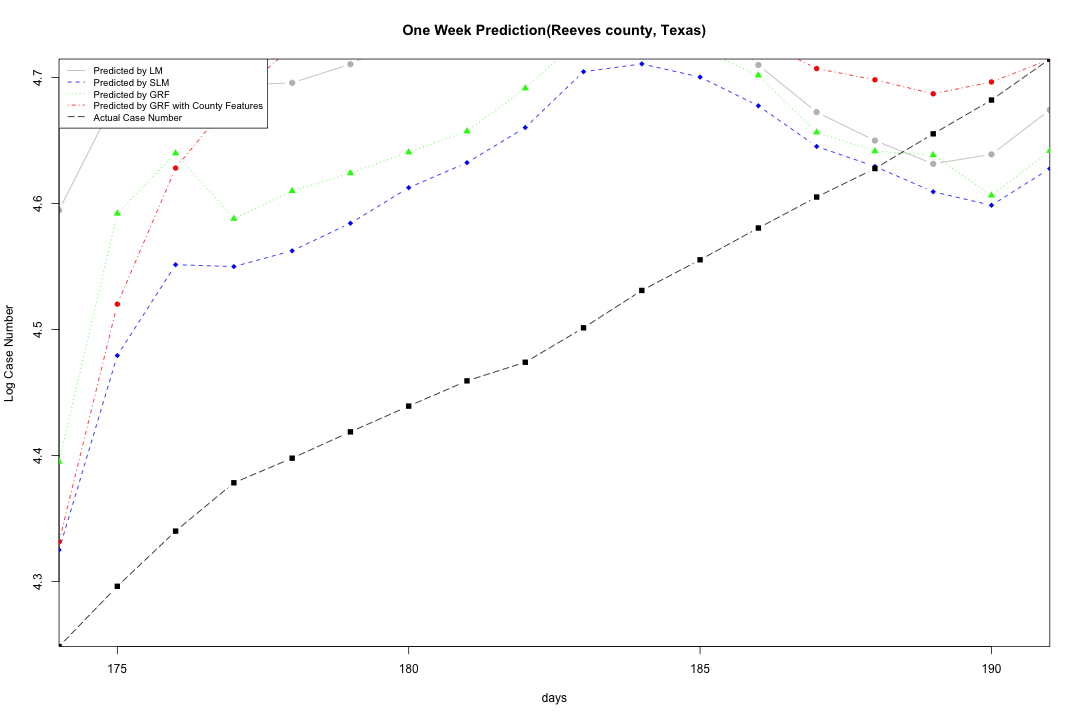 One Week Prediction(Reeves county, Texas)
Predicted by LM
Predicted by SLM
Predicted by GRF
Predicted by GRF with County Features
Actual Case Number
4.7
4.6
4.5
4.4
4.3
Log Case Number
175
180
185
190
days